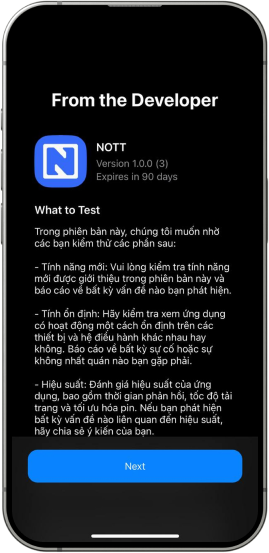 From the Developer
NOTT
Version 1.0.0 (3)
Expires in 90 days
What to Test
Trong phiên bản này, chúng tôi muốn nhờ
các bạn kiểm thử các phần sau:
- Tính năng mới: Vui lòng kiểm tra tính năng
mới được giới thiệu trong phiên bản này và
báo cáo về bất kỳ vấn đề nào bạn phát hiện.
- Tính ổn định: Hãy kiểm tra xem ứng dụng
có hoạt động một cách ổn định trên các
thiết bị và hệ điều hành khác nhau hay
không. Báo cáo về bất kỳ sự cố hoặc sự
không nhất quán nào bạn gặp phải.
- Hiệu suất: Đánh giá hiệu suất của ứng
dụng, bao gồm thời gian phản hồi, tốc độ tải
trang và tối ưu hóa pin. Nếu bạn phát hiện
bất kỳ vấn đề nào liên quan đến hiệu suất,
hãy chia sẻ ý kiến của bạn.
Next